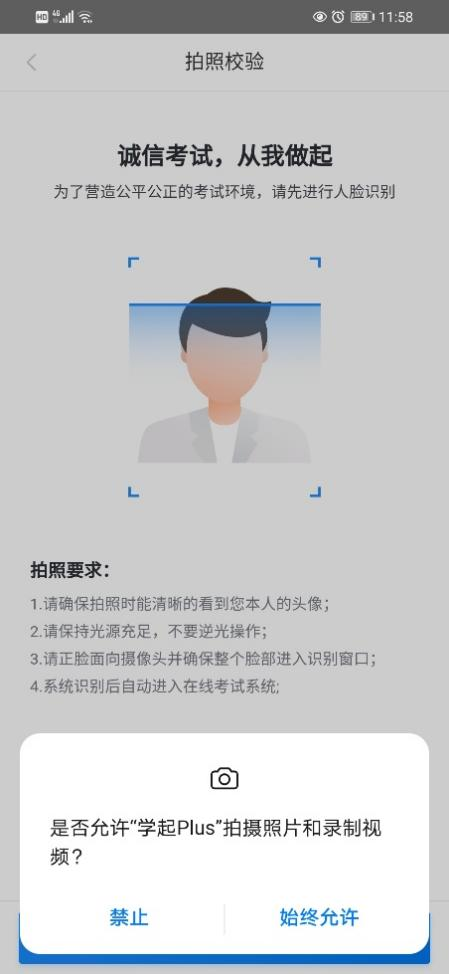 HD 4G 89 11:58
拍照校验
诚信考试，从我做起
为了营造公平公正的考试环境，请先进行人脸识别
拍照要求：
1.请确保拍照时能清晰的看到您本人的头像；
2.请保持光源充足，不要逆光操作；
3.请正脸面向摄像头并确保整个脸部进入识别窗口；
4.系统识别后自动进入在线考试系统;
是否允许“学起Plus”拍摄照片和录制视
频？
禁止 始终允许